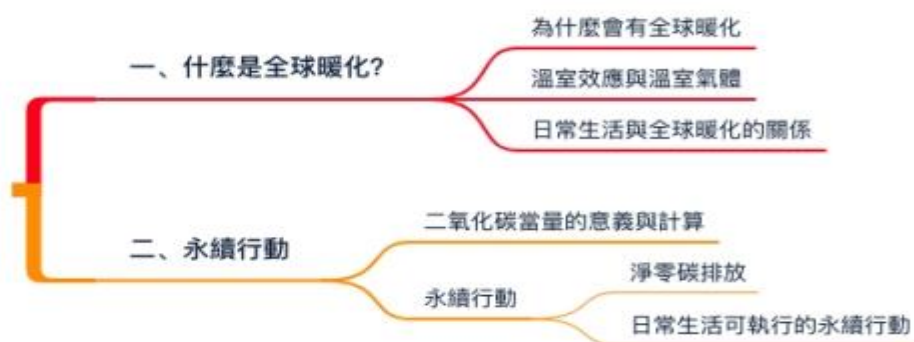 一、什麼是全球暖化?
為什麼會有全球暖化
溫室效應與溫室氣體
日常生活與全球暖化的關係
二、永續行動
二氧化碳當量的意義與計算
永續行動
淨零碳排放
日常生活可執行的永續行動